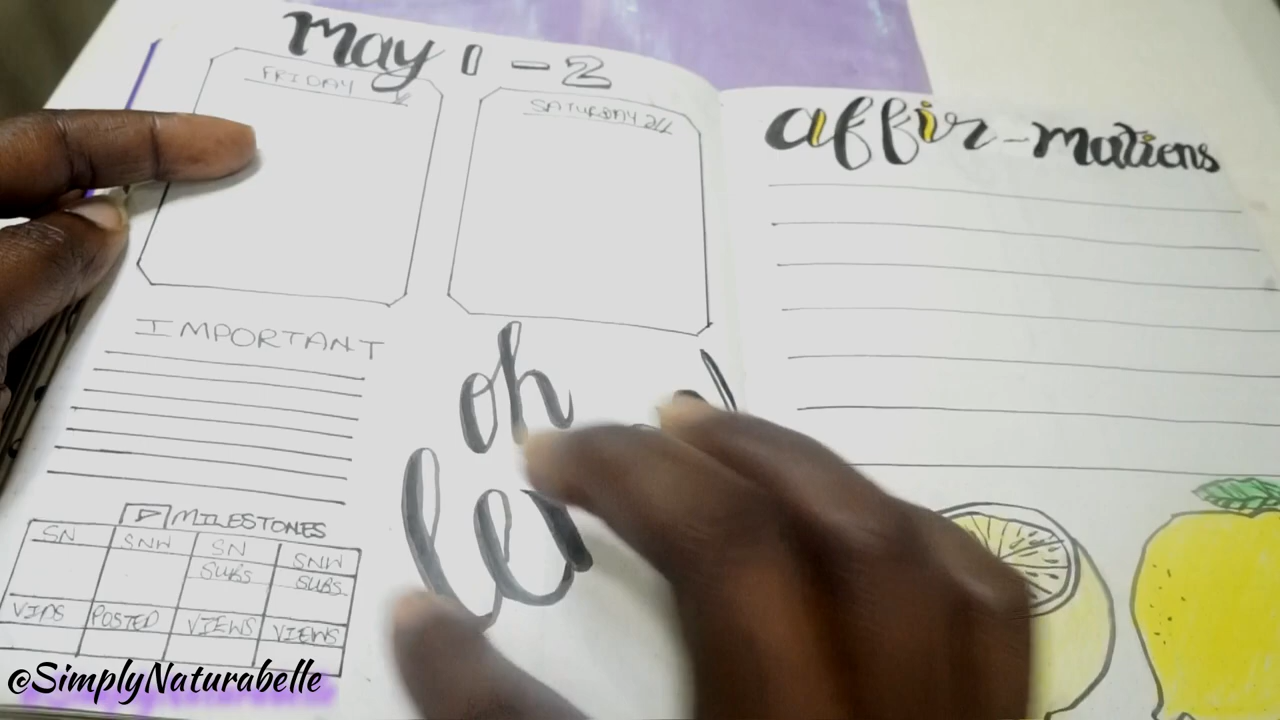 may 1-2
FRIDAY
SATURDAY 2/5
affir-mations
IMPORTANT
oh
MILESTONES
SN SNW SN SUBS SNW SUBS
VIDS POSTED VIEWS VIEWS
©SimplyNaturabelle